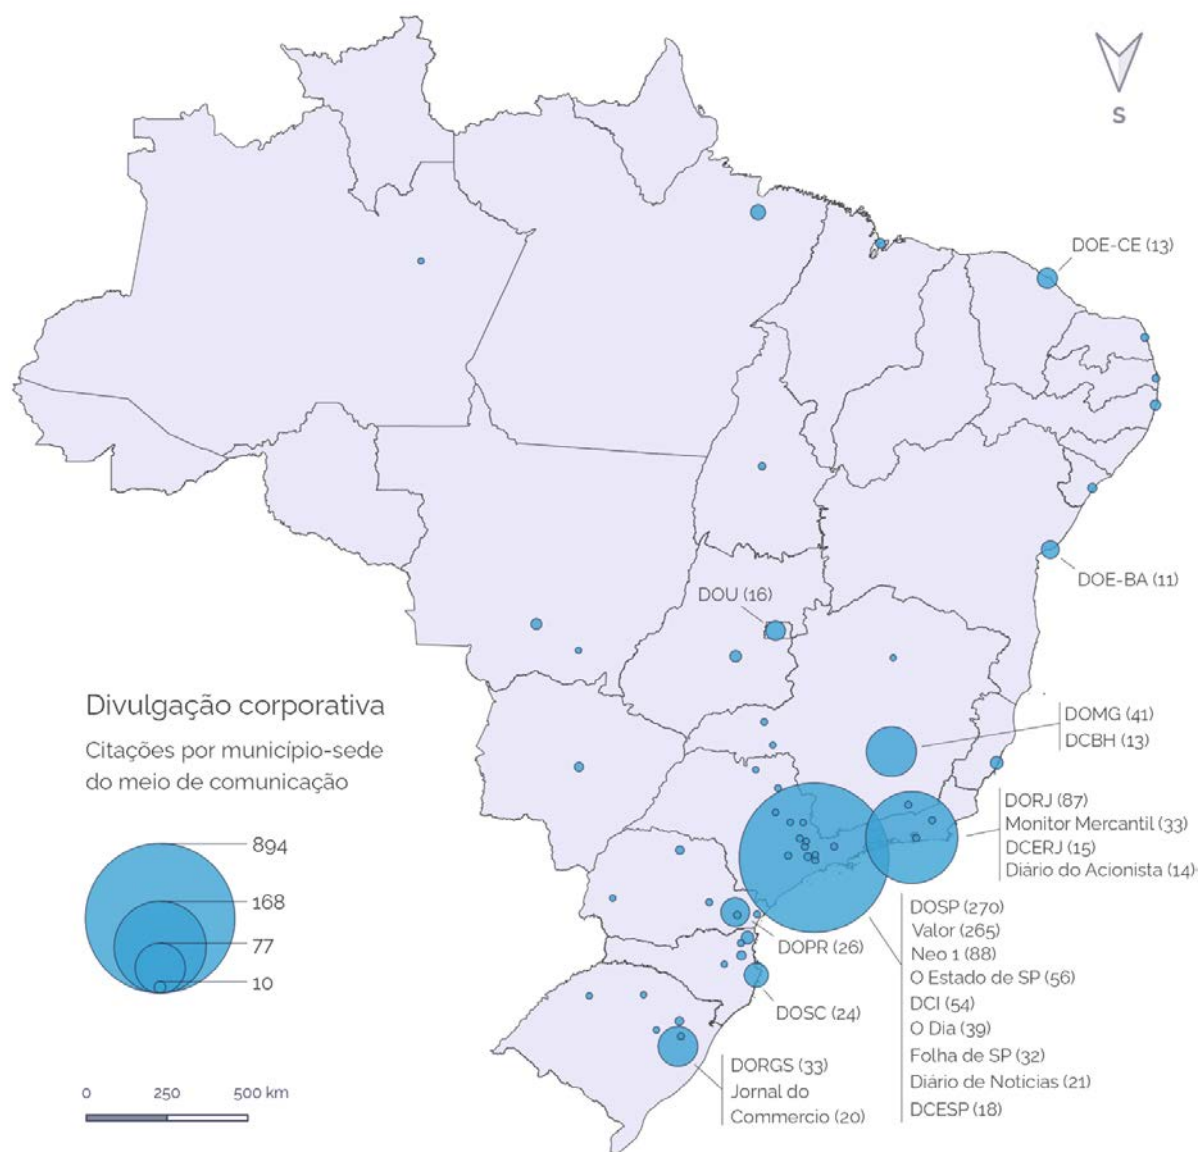 S
DOE-CE (13)
DOE-BA (11)
DOU (16)
Divulgação corporativa
Citações por município-sede
do meio de comunicação
894
168
77
10
0 250 500 km
DOMG (41)
DCBH (13)
DORJ (87)
Monitor Mercantil (33)
DCERJ (15)
Diário do Acionista (14)
DOSP (270)
Valor (265)
Neo 1 (88)
O Estado de SP (56)
DCI (54)
O Dia (39)
Folha de SP (32)
Diário de Notícias (21)
DCESP (18)
DOPR (26)
DOSC (24)
DORGS (33)
Jornal do
Commercio (20)